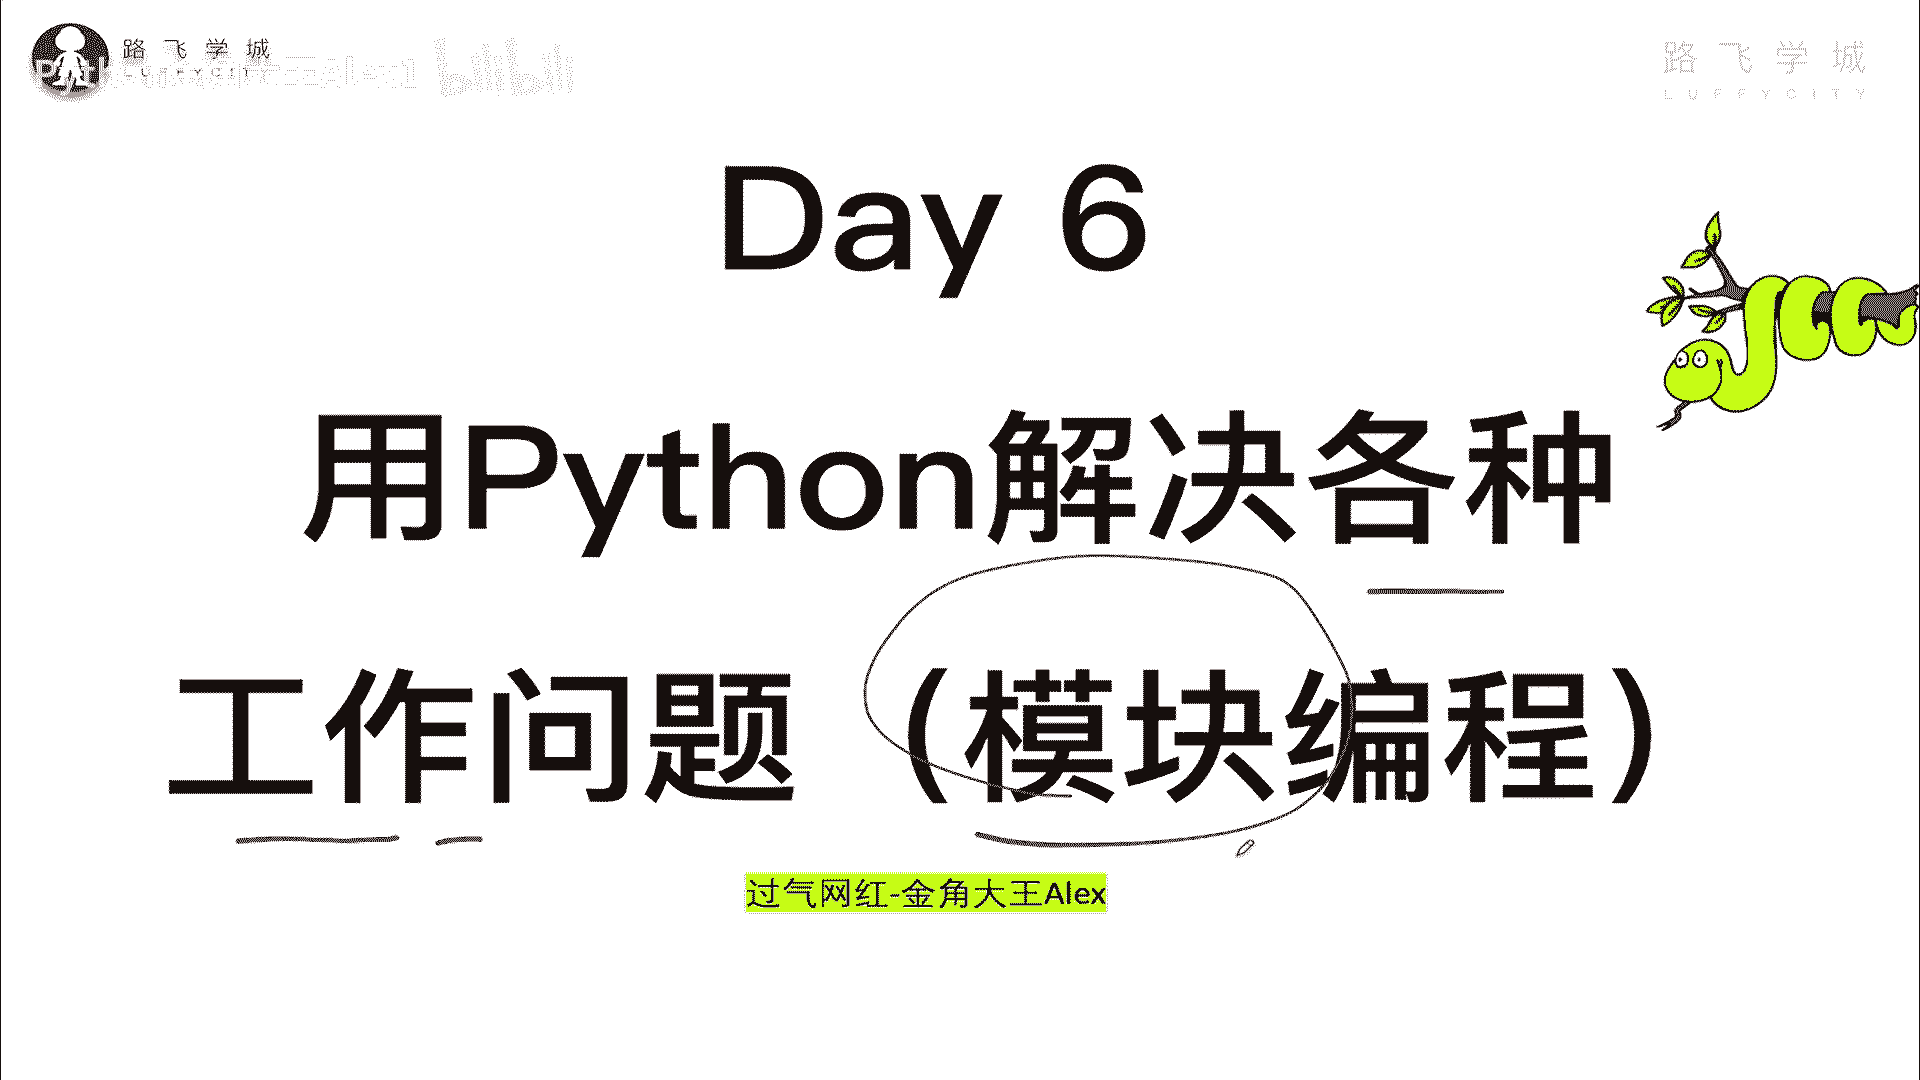 路飞学城
bilibili
路飞学城
LUFFYCITY
Day 6
用Python解决各种
工作问题（模块编程）
过气网红-金角大王Alex